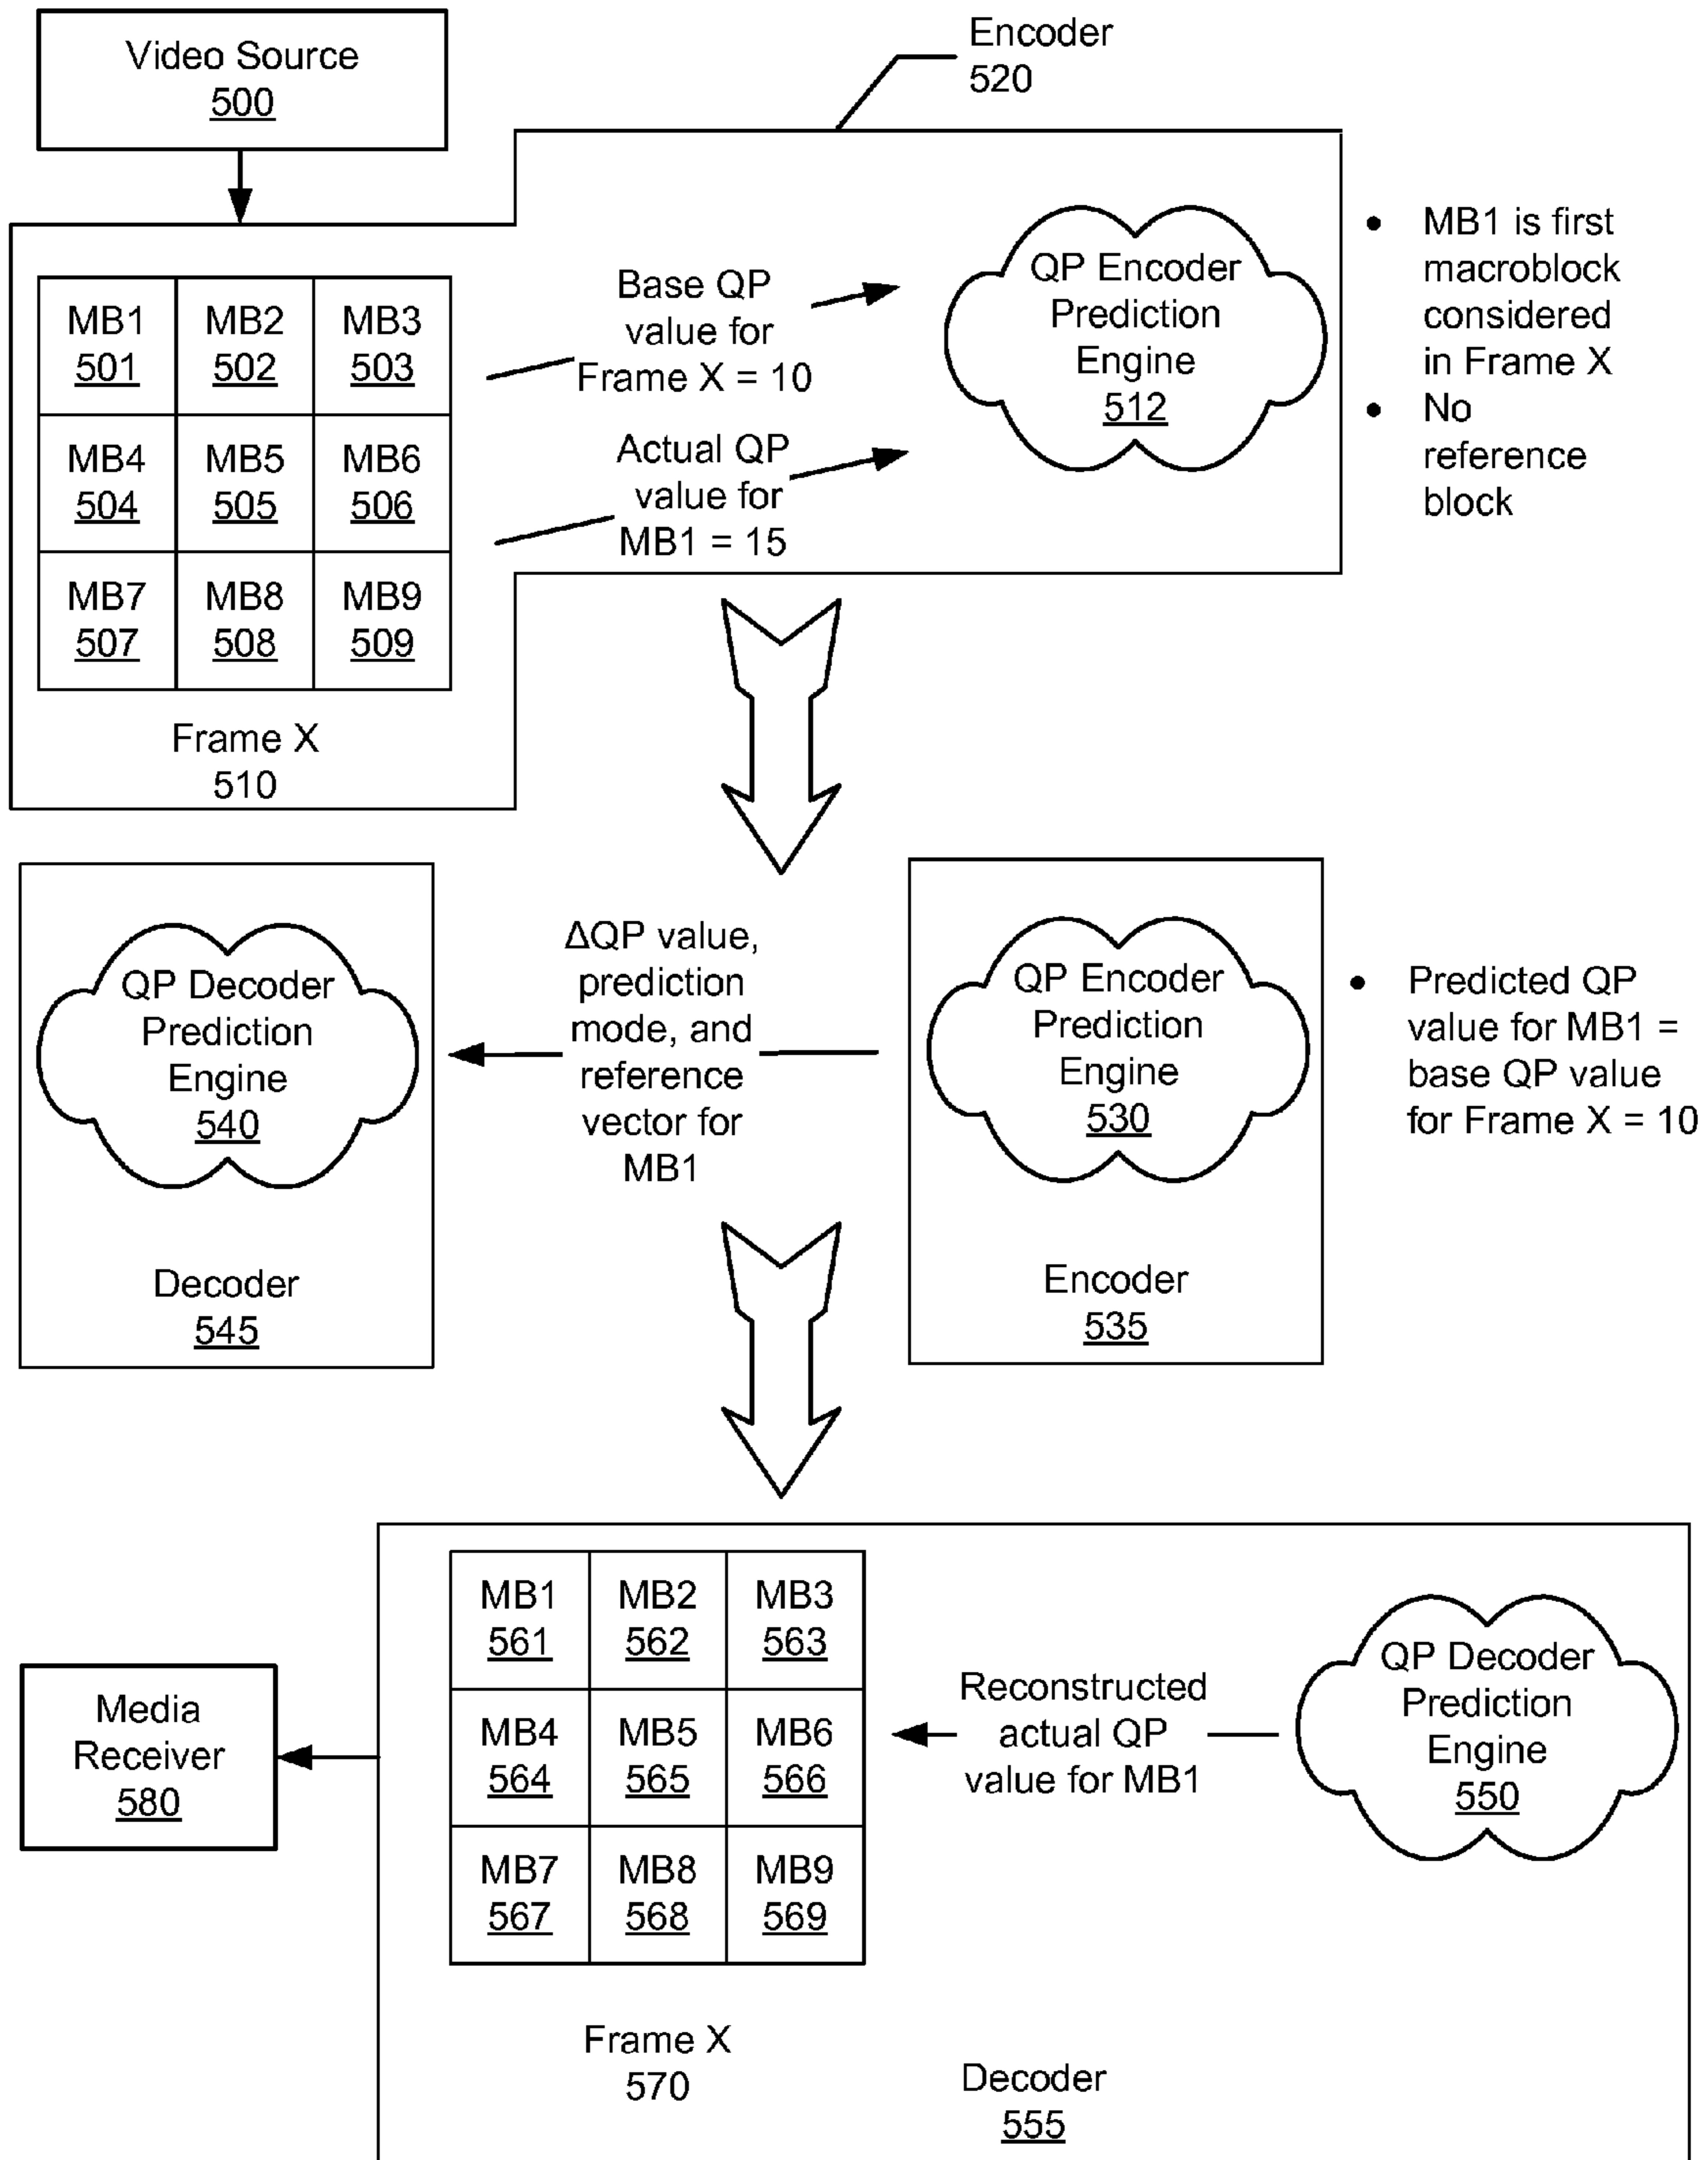 Video Source
500
Encoder
520
MB1
501
MB2
502
MB3
503
MB4
504
MB5
505
MB6
506
MB7
507
MB8
508
MB9
509
Frame X
510
Base QP
value for
Frame X = 10
Actual QP
value for
MB1 = 15
QP Encoder
Prediction
Engine
512
• MB1 is first
macroblock
considered
in Frame X
• No
reference
block
QP Decoder
Prediction
Engine
540
Decoder
545
ΔQP value,
prediction
mode, and
reference
vector for
MB1
QP Encoder
Prediction
Engine
530
Encoder
535
• Predicted QP
value for MB1 =
base QP value
for Frame X = 10
Media
Receiver
580
MB1
561
MB2
562
MB3
563
MB4
564
MB5
565
MB6
566
MB7
567
MB8
568
MB9
569
Frame X
570
Reconstructed
actual QP
value for MB1
QP Decoder
Prediction
Engine
550
Decoder
555